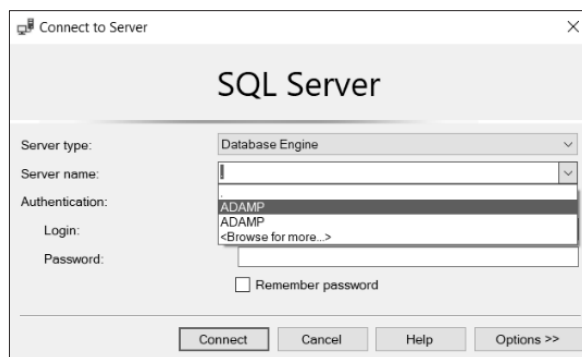 Connect to Server
SQL Server
Server type:
Database Engine
Server name:
.
ADAMP
ADAMP
<Browse for more...>
Authentication:
Login:
Password:
Remember password
Connect
Cancel
Help
Options >>